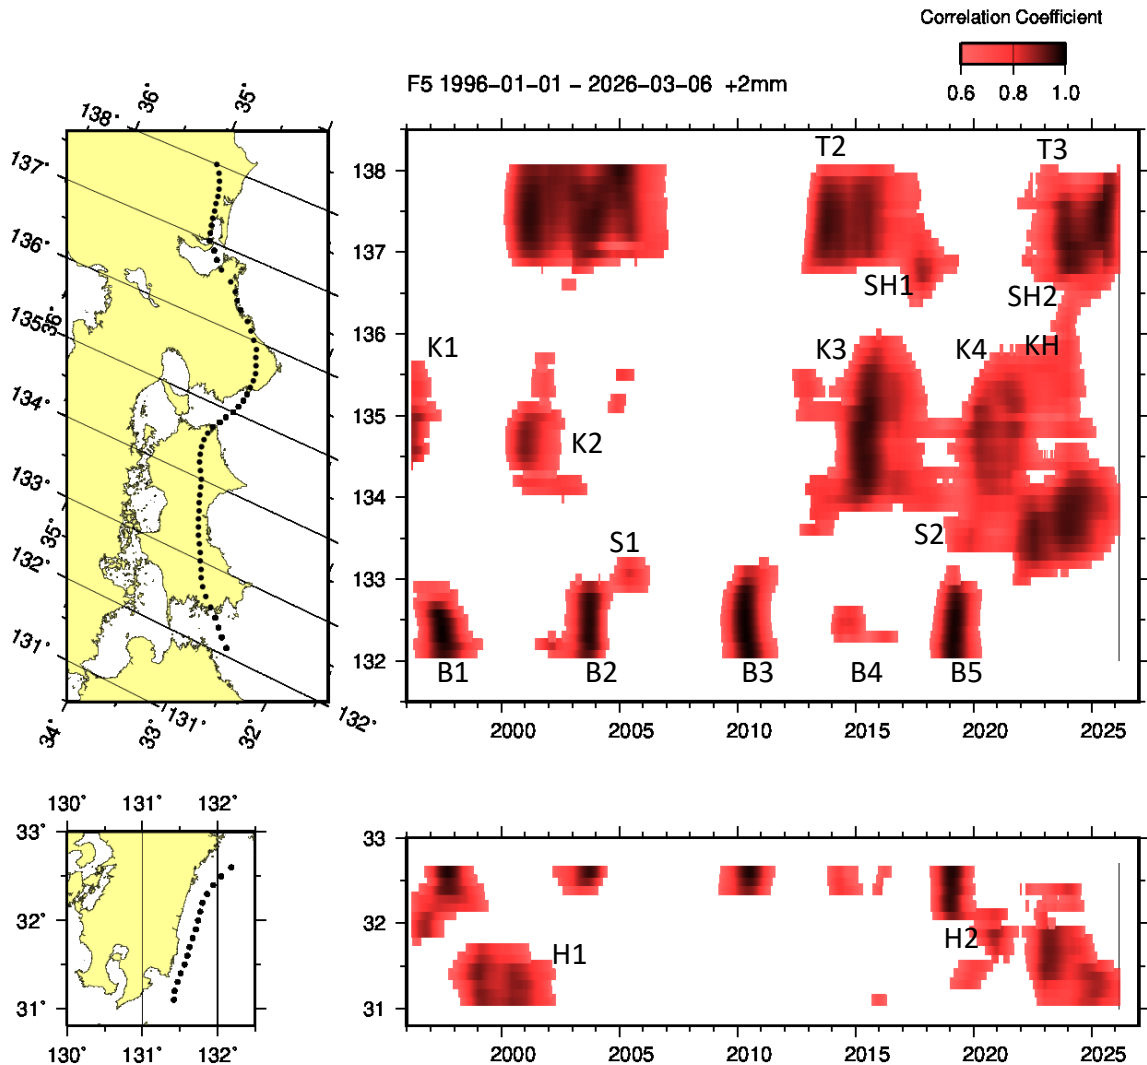 Correlation Coefficient
0.6 0.8 1.0
F5 1996-01-01 - 2026-03-06 +2mm
138° 36° 35°
137°
136°
135°
36°
134°
133°
35°
132°
131°
34° 33° 131° 32° 132°
138
137
136
135
134
133
132
T2 T3
SH1 SH2
K1 K3 K4 KH
K2
S1 S2
B1 B2 B3 B4 B5
2000 2005 2010 2015 2020 2025
130° 131° 132°
33°
32°
31°
130° 131° 132°
33
32
31
H1 H2
2000 2005 2010 2015 2020 2025